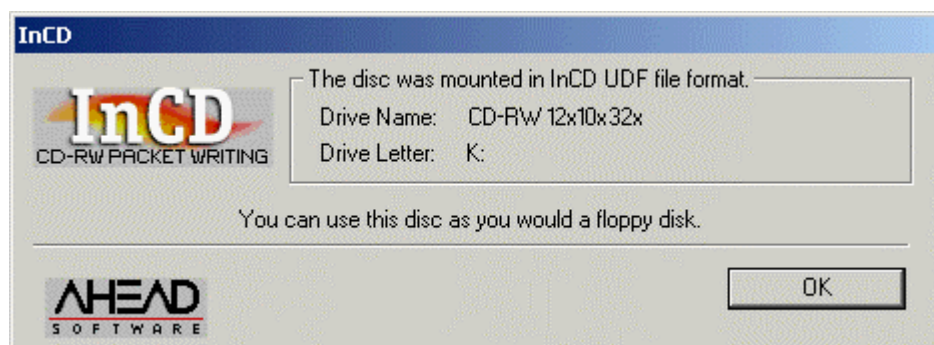 InCD
InCD
CD-RW PACKET WRITING
The disc was mounted in InCD UDF file format.
Drive Name: CD-RW 12x10x32x
Drive Letter: K:
You can use this disc as you would a floppy disk.
AHEAD
SOFTWARE
OK